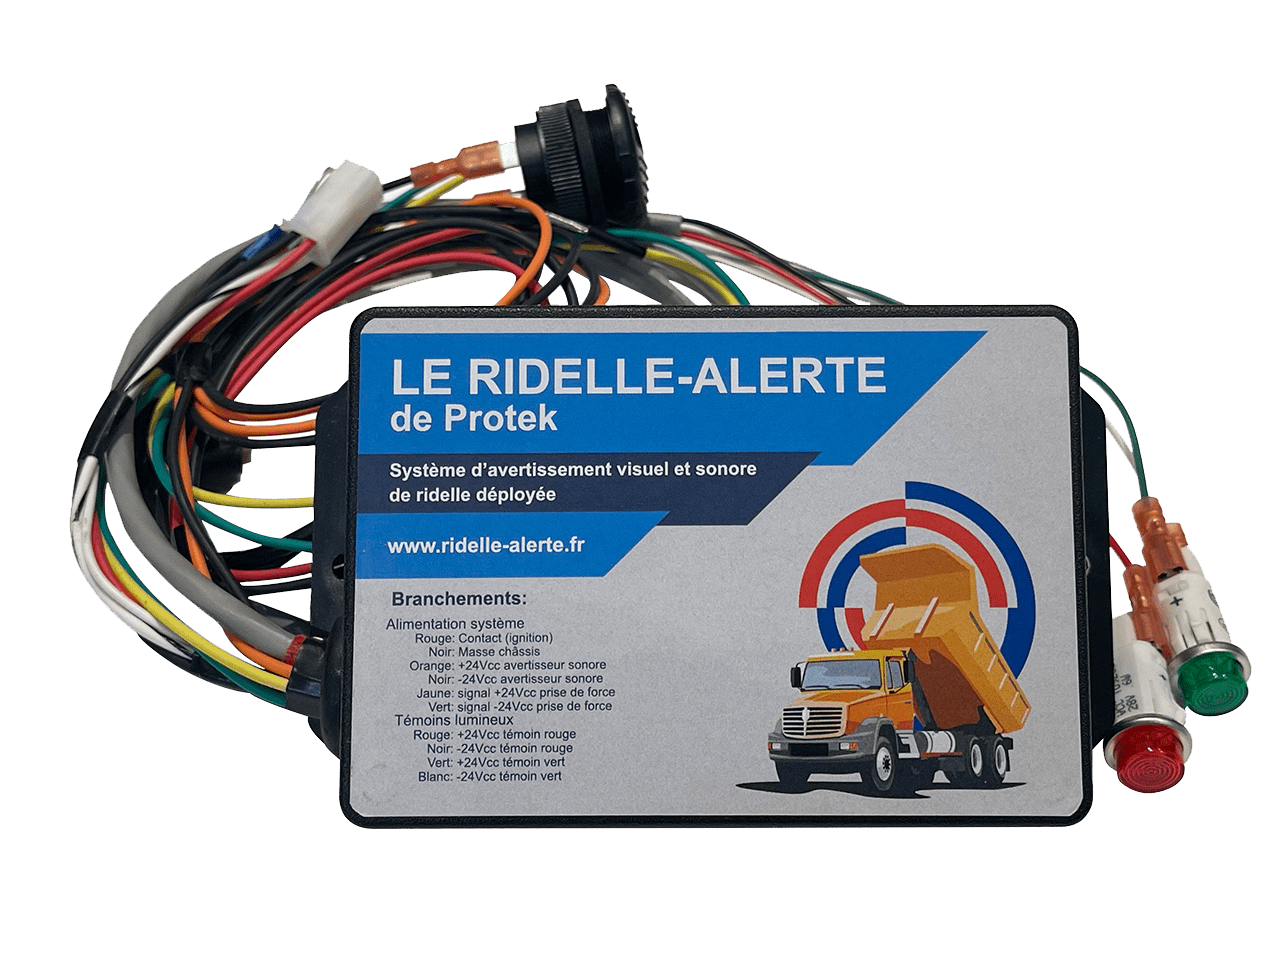 LE RIDELLE-ALERTE
de Protek
Système d'avertissement visuel et sonore
de ridelle déployée
www.ridelle-alerte.fr
Branchements:
Alimentation système
Rouge: Contact (ignition)
Noir: Masse châssis
Orange: +24Vcc avertisseur sonore
Noir: -24Vcc avertisseur sonore
Jaune: signal +24Vcc prise de force
Vert: signal -24Vcc prise de force
Témoins lumineux
Rouge: +24Vcc témoin rouge
Noir: -24Vcc témoin rouge
Vert: +24Vcc témoin vert
Blanc: -24Vcc témoin vert
+
28V